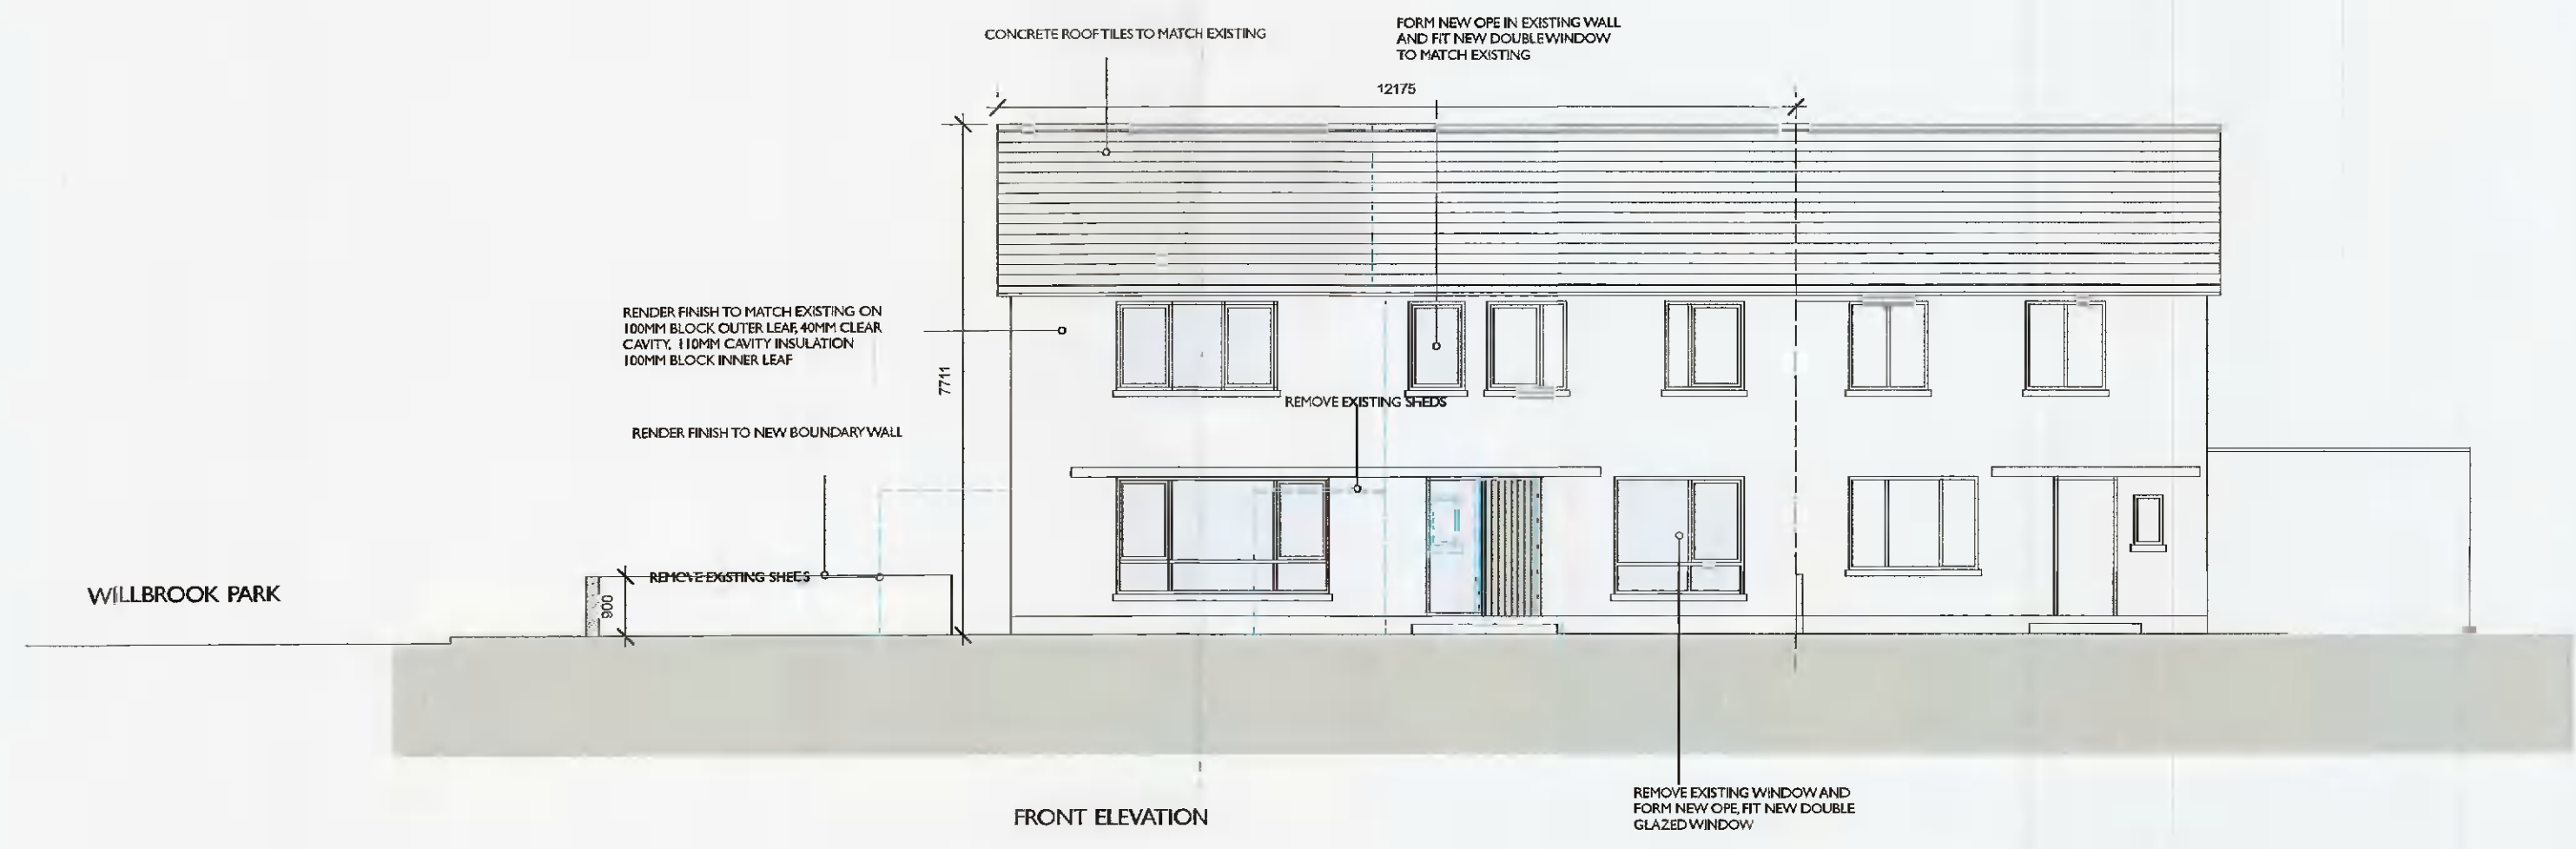 CONCRETE ROOF TILES TO MATCH EXISTING
FORM NEW OPE IN EXISTING WALL
AND FIT NEW DOUBLE WINDOW
TO MATCH EXISTING
12175
RENDER FINISH TO MATCH EXISTING ON
100MM BLOCK OUTER LEAF, 40MM CLEAR
CAVITY, 110MM CAVITY INSULATION
100MM BLOCK INNER LEAF
7711
REMOVE EXISTING SHEDS
RENDER FINISH TO NEW BOUNDARY WALL
REMOVE EXISTING SHEDS
WILLBROOK PARK
900
REMOVE EXISTING WINDOW AND
FORM NEW OPE, FIT NEW DOUBLE
GLAZED WINDOW
FRONT ELEVATION